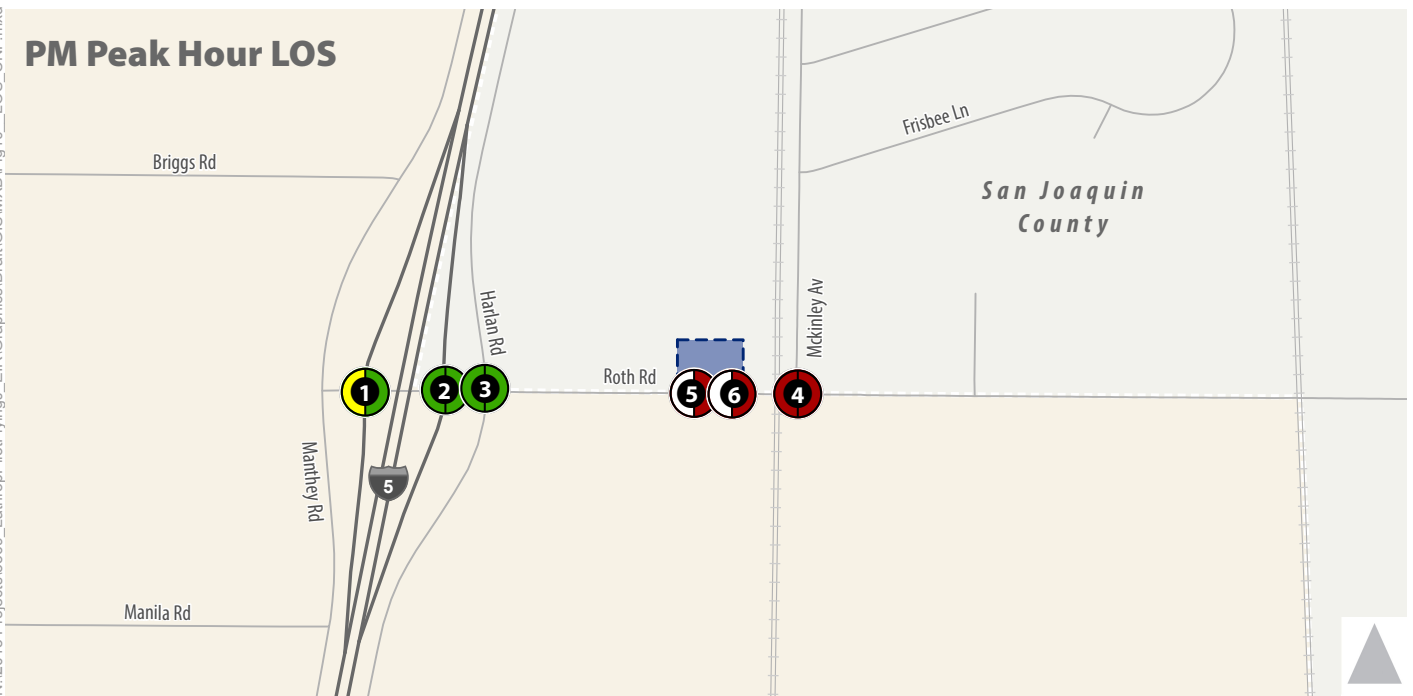 PM Peak Hour LOS
Briggs Rd
Frisbee Ln
San Joaquin
County
Harlan Rd
Mckinley Av
Roth Rd
1
2
3
5
6
4
Manthey Rd
5
Manila Rd